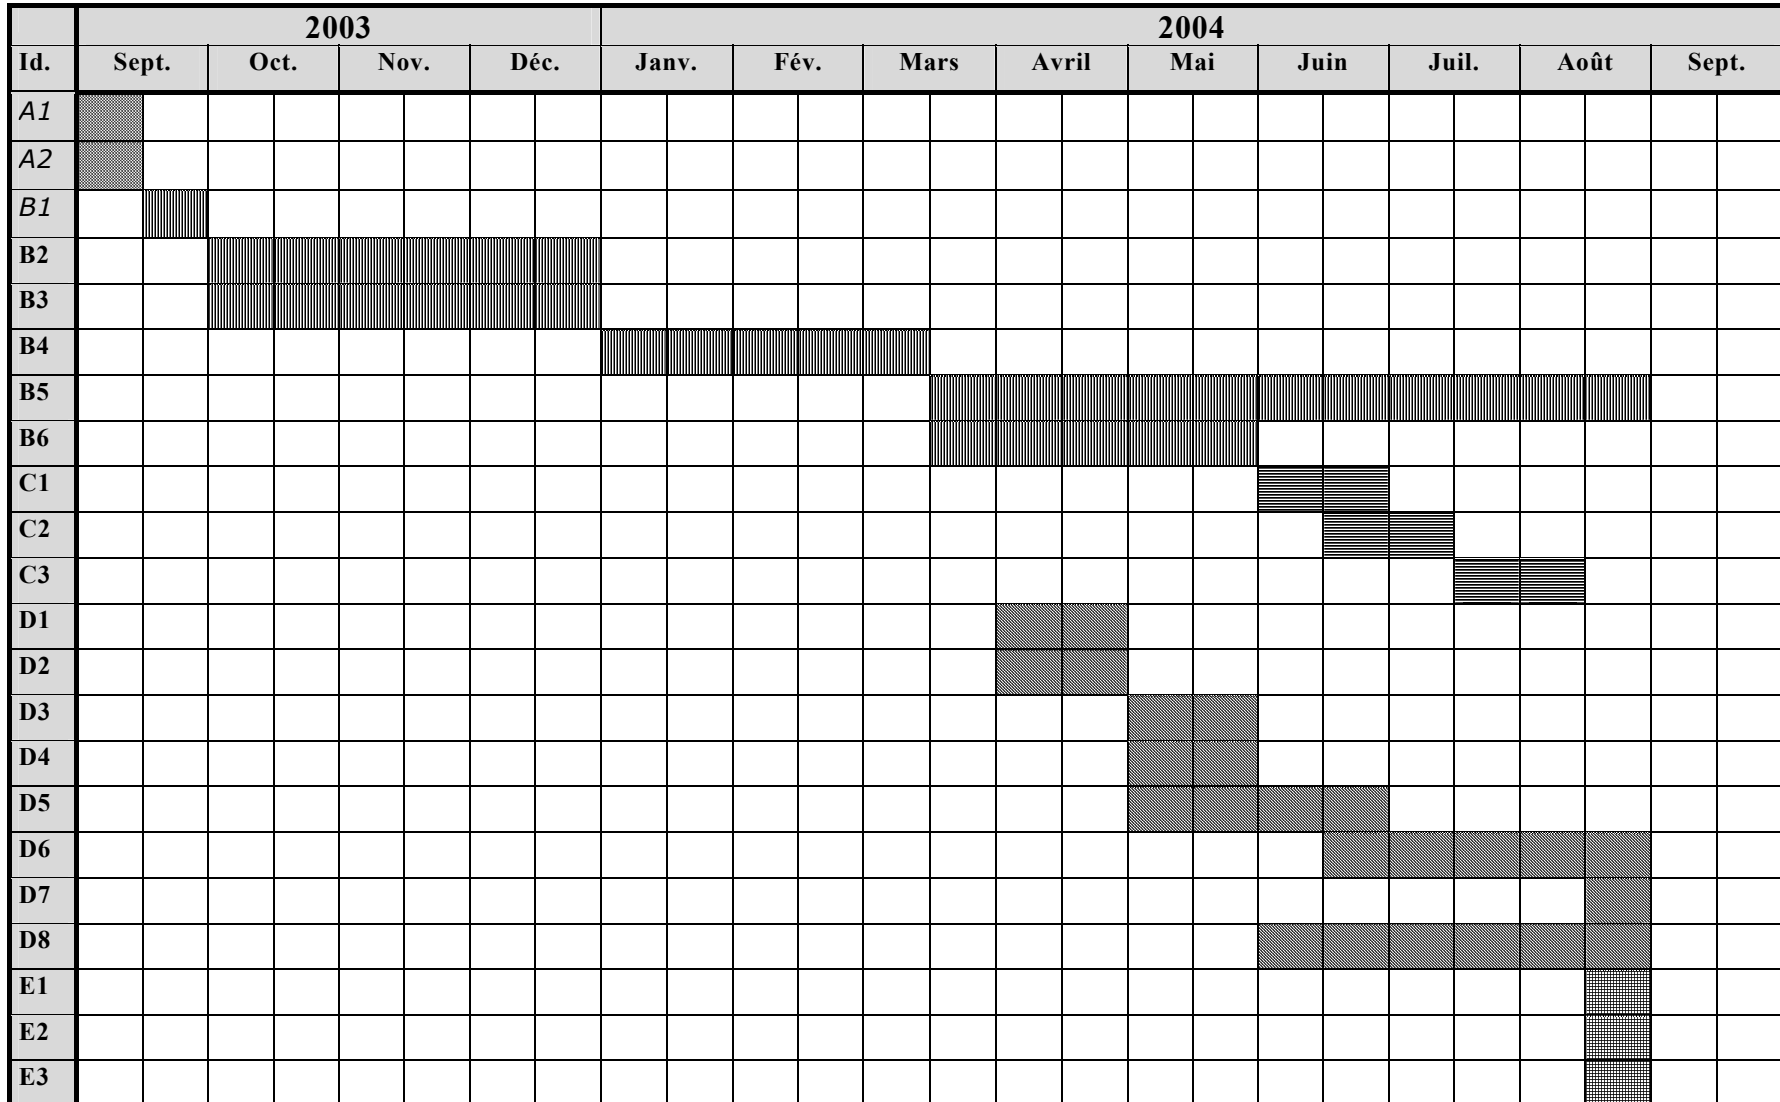 2003 2004
Id. Sept. Oct. Nov. Déc. Janv. Fév. Mars Avril Mai Juin Juil. Août Sept.
A1
A2
B1
B2
B3
B4
B5
B6
C1
C2
C3
D1
D2
D3
D4
D5
D6
D7
D8
E1
E2
E3